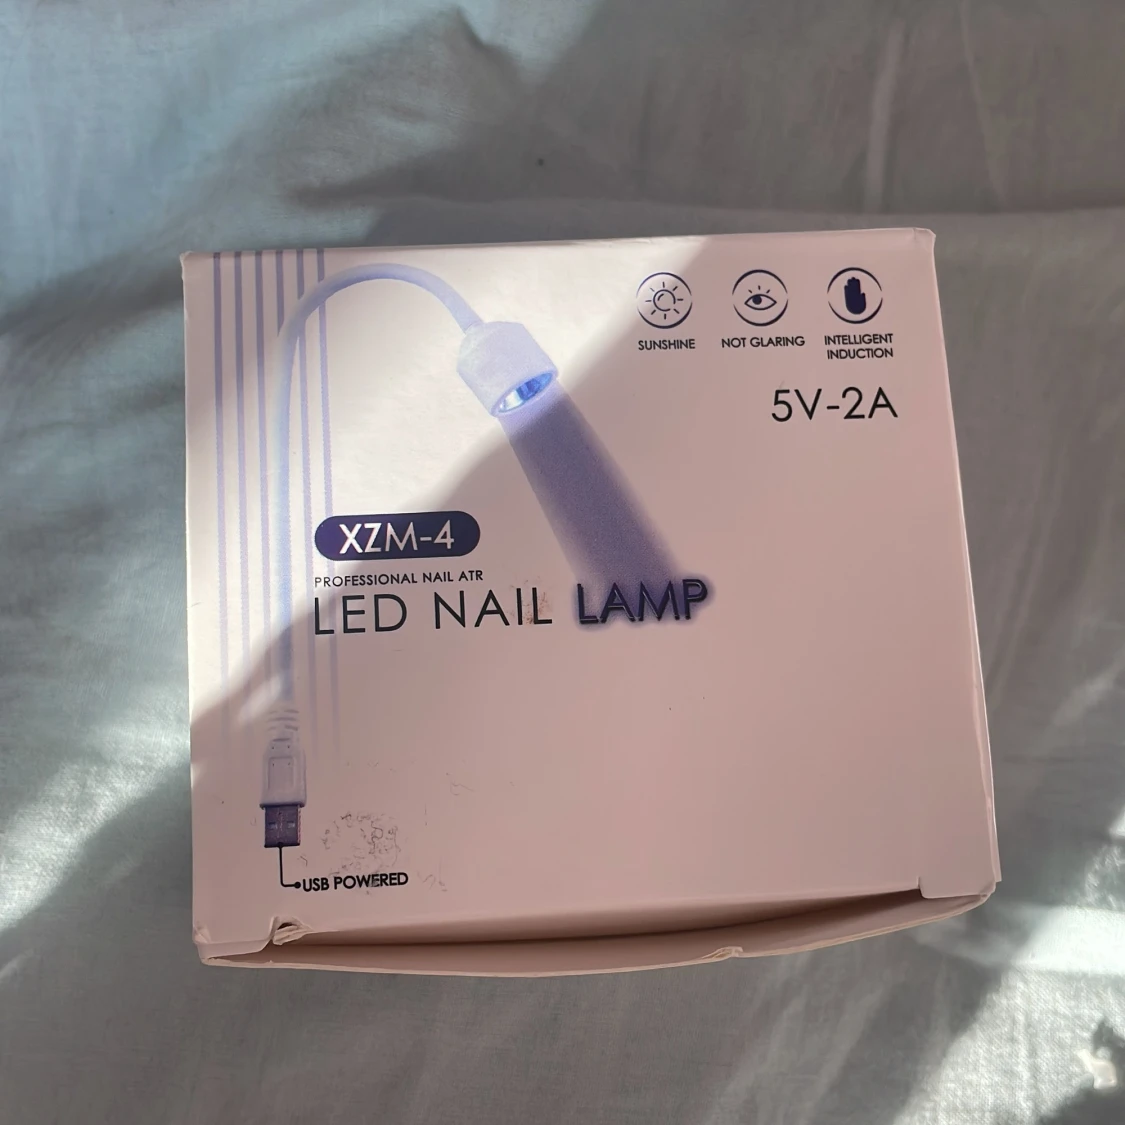 SUNSHINE
NOT GLARING
INTELLIGENT
INDUCTION
5V-2A
XZM-4
PROFESSIONAL NAIL ATR
LED NAIL LAMP
USB POWERED